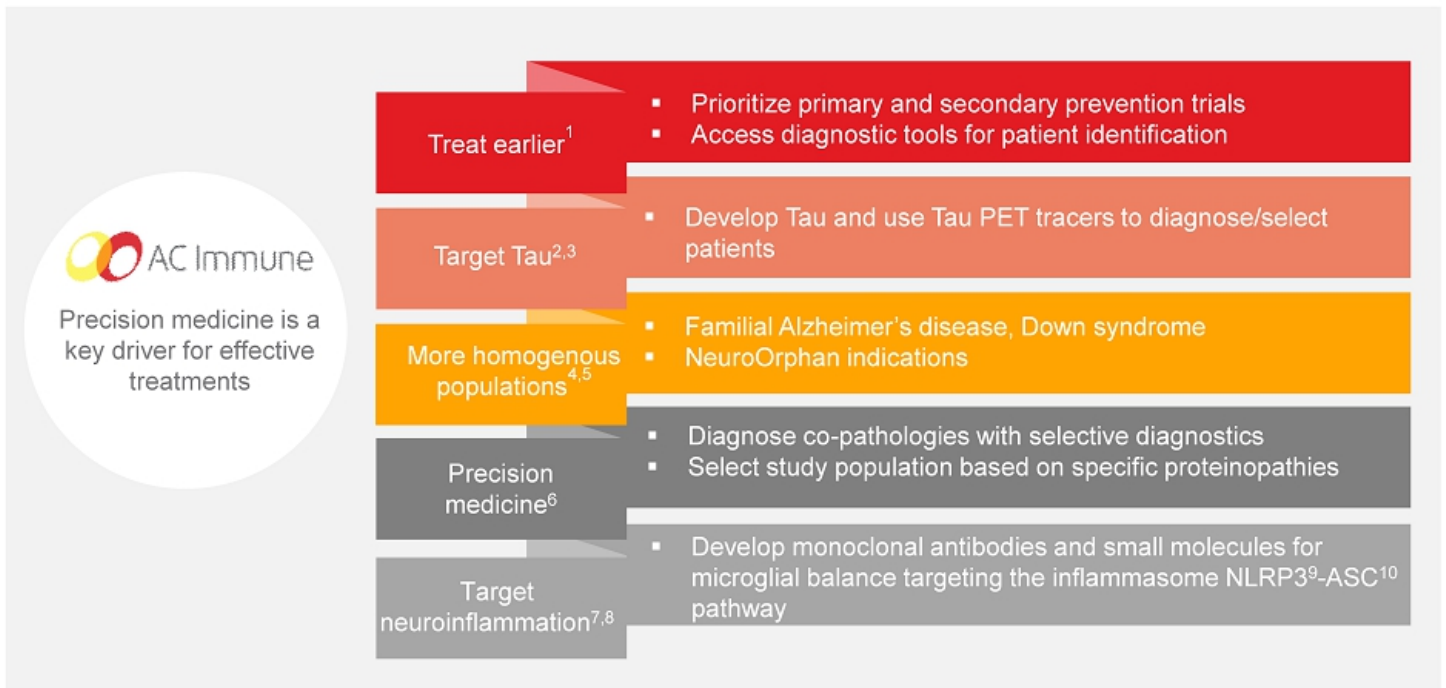 AC Immune
Precision medicine is a
key driver for effective
treatments
Treat earlier1
▪ Prioritize primary and secondary prevention trials
▪ Access diagnostic tools for patient identification
Target Tau2,3
▪ Develop Tau and use Tau PET tracers to diagnose/select
patients
More homogenous
populations4,5
▪ Familial Alzheimer's disease, Down syndrome
▪ NeuroOrphan indications
Precision
medicine6
▪ Diagnose co-pathologies with selective diagnostics
▪ Select study population based on specific proteinopathies
Target
neuroinflammation7,8
▪ Develop monoclonal antibodies and small molecules for
microglial balance targeting the inflammasome NLRP39-ASC10
pathway